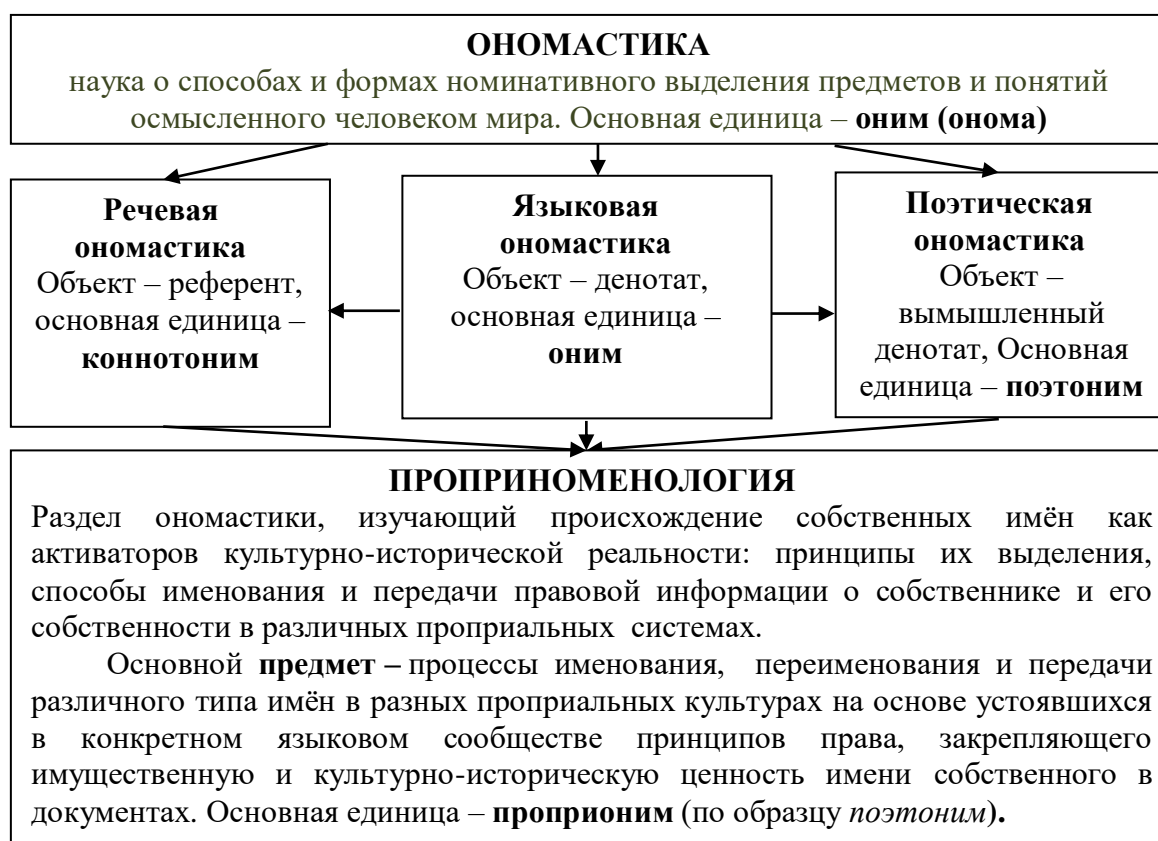 ОНОМАСТИКА
наука о способах и формах номинативного выделения предметов и понятий
осмысленного человеком мира. Основная единица – оним (онома)
Речевая
ономастика
Объект – референт,
основная единица –
коннотоним
Языковая
ономастика
Объект – денотат,
основная единица –
оним
Поэтическая
ономастика
Объект –
вымышленный
денотат, Основная
единица – поэтоним
ПРОПРИНОМЕНОЛОГИЯ
Раздел ономастики, изучающий происхождение собственных имён как
активаторов культурно-исторической реальности: принципы их выделения,
способы именования и передачи правовой информации о собственнике и его
собственности в различных проприальных системах.
Основной предмет – процессы именования, переименования и передачи
различного типа имён в разных проприальных культурах на основе устоявшихся
в конкретном языковом сообществе принципов права, закрепляющего
имущественную и культурно-историческую ценность имени собственного в
документах. Основная единица – проприоним (по образцу поэтоним).